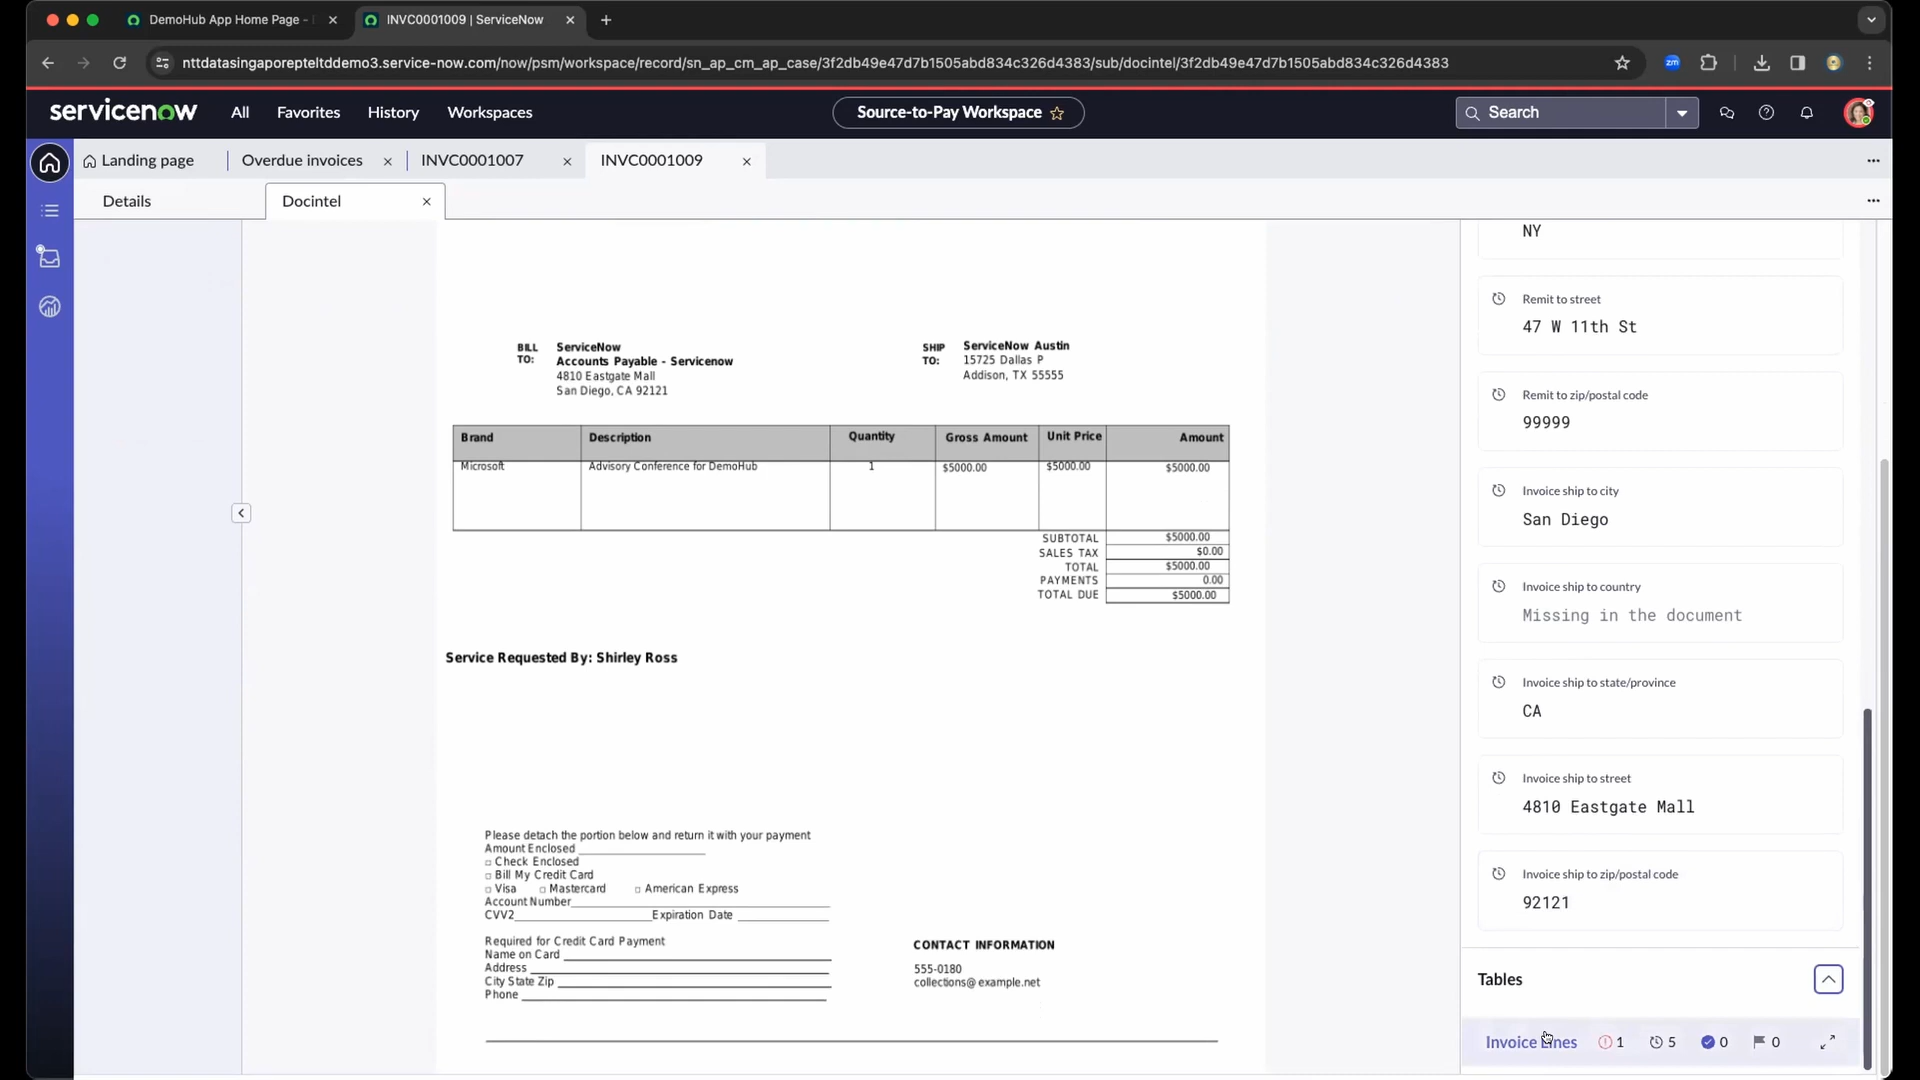 DemoHub App Home Page -
INVC0001009 | ServiceNow
nttdatasingaporepteltddemo3.service-now.com/now/psm/workspace/record/sn_ap_cm_ap_case/3f2db49e47d7b1505abd834c326d4383/sub/docintel/3f2db49e47d7b1505abd834c326d4383
zm
servicenow
All
Favorites
History
Workspaces
Source-to-Pay Workspace
Search
Landing page
Overdue invoices
INVC0001007
INVC0001009
Details
Docintel
BILL TO:
ServiceNow
Accounts Payable - Servicenow
4810 Eastgate Mall
San Diego, CA 92121
SHIP TO:
ServiceNow Austin
15725 Dallas P
Addison, TX 55555
Brand Description Quantity Gross Amount Unit Price Amount
Microsoft Advisory Conference for DemoHub 1 $5000.00 $5000.00 $5000.00
SUBTOTAL $5000.00
SALES TAX $0.00
TOTAL $5000.00
PAYMENTS 0.00
TOTAL DUE $5000.00
Service Requested By: Shirley Ross
Please detach the portion below and return it with your payment
Amount Enclosed
Check Enclosed
Bill My Credit Card
Visa Mastercard American Express
Account Number
CVV2 Expiration Date
Required for Credit Card Payment
Name on Card
Address
City State Zip
Phone
CONTACT INFORMATION
555-0180
collections@example.net
NY
Remit to street
47 W 11th St
Remit to zip/postal code
99999
Invoice ship to city
San Diego
Invoice ship to country
Missing in the document
Invoice ship to state/province
CA
Invoice ship to street
4810 Eastgate Mall
Invoice ship to zip/postal code
92121
Tables
Invoice Lines 1 5 0 0